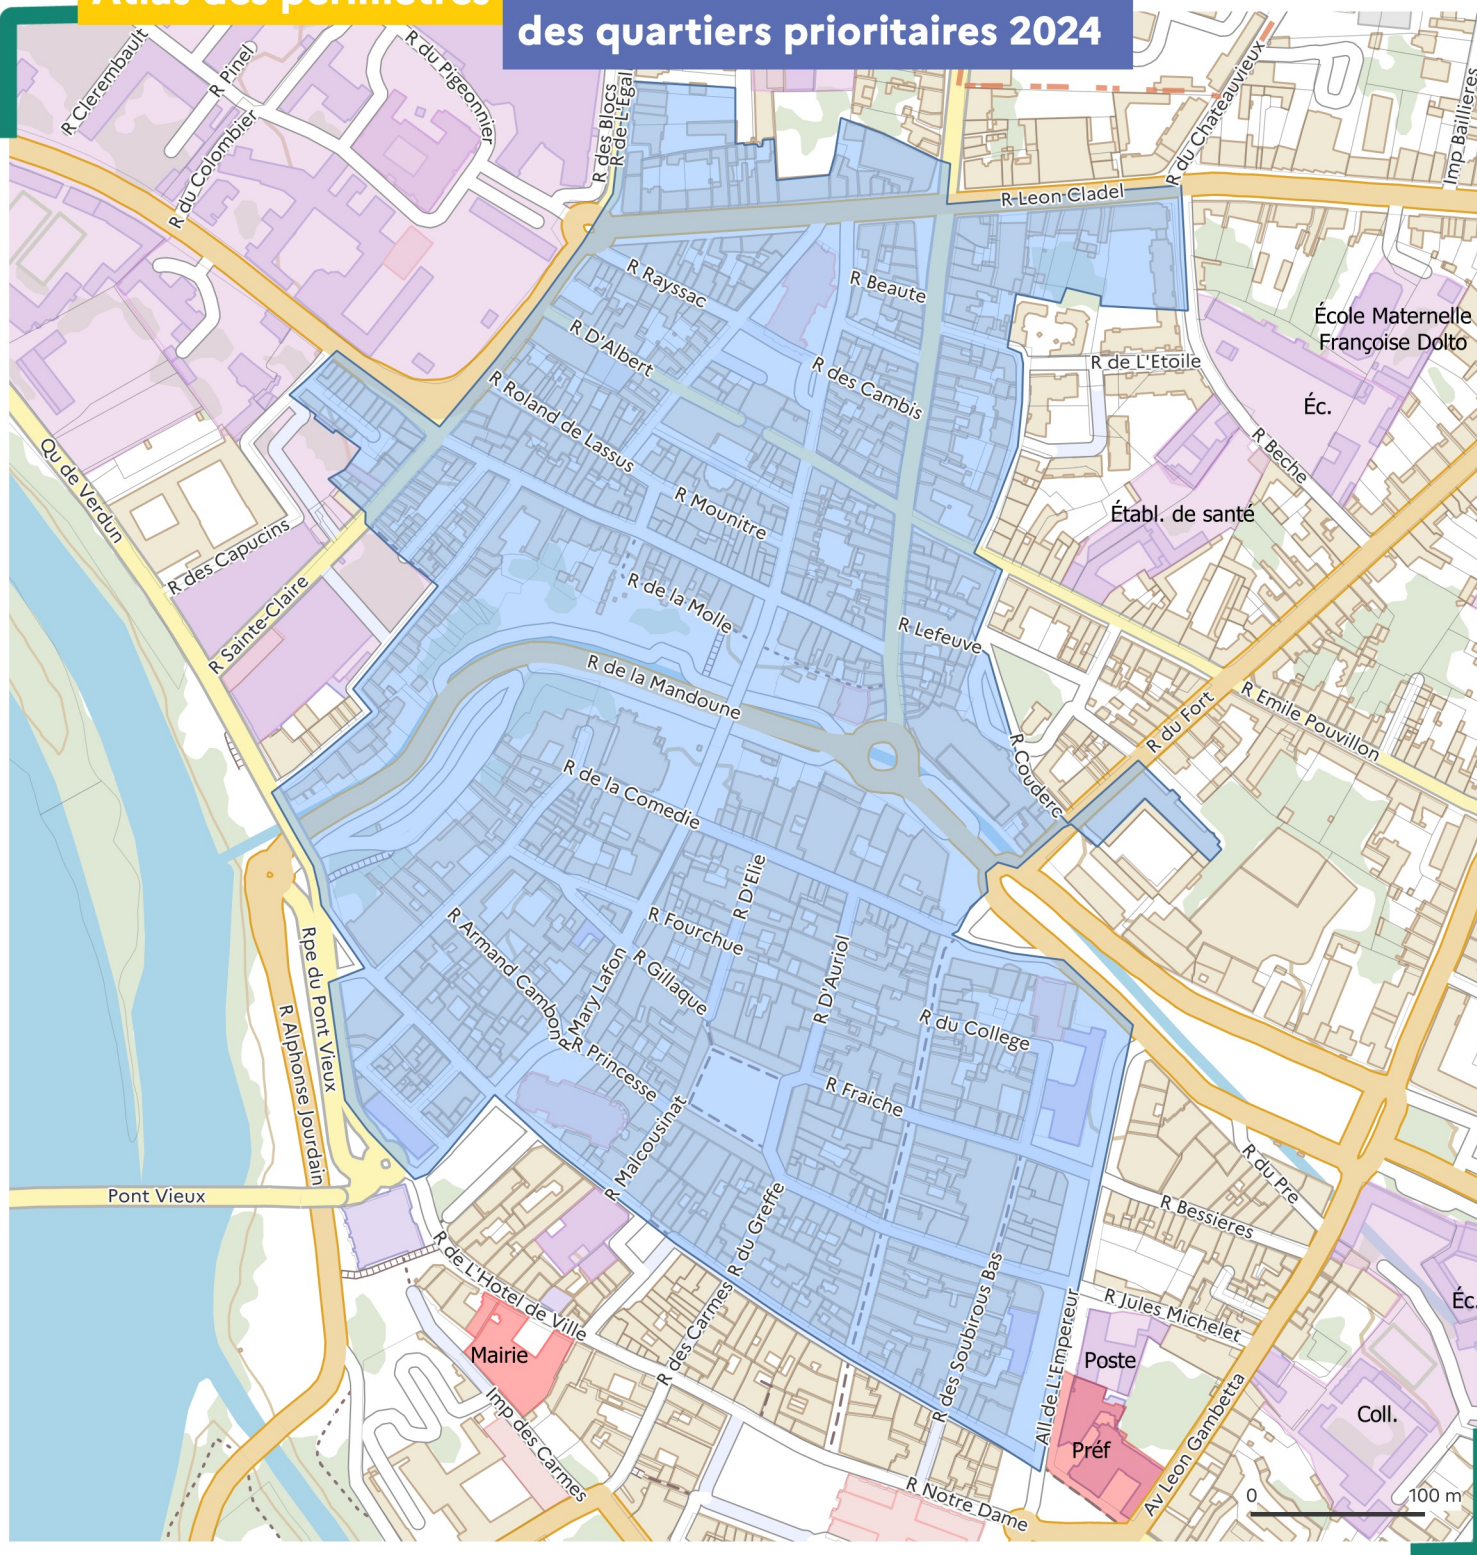 Atlas des périmètres
des quartiers prioritaires 2024
R Clerembault
R Pinel
R du Pigeonnier
R du Colombier
R des Blocs
R de L'Egal
R du Chateauvieux
Imp Baillieres
R Leon Cladel
R Rayssac
R Beaute
R D'Albert
R des Cambis
R de L'Etoile
École Maternelle
Françoise Dolto
Éc.
R Roland de Lassus
R Beche
Qu de Verdun
R Mounitre
Établ. de santé
R des Capucins
R Sainte-Claire
R de la Molle
R Lefeuve
R de la Mandoune
R du Fort
R Emile Pouvillon
R Couderc
R de la Comedie
R D'Elie
R Armand Cambon
R Fourchue
R Gillaque
R Mary Lafon
R D'Auriol
Rpe du Pont Vieux
R Alphonse Jourdain
R du College
R Princesse
R Fraiche
R Malcousinat
Pont Vieux
R du Pre
R Bessieres
R du Greffe
R de L'Hotel de Ville
R des Carmes
R des Soubirous Bas
All de L'Empereur
R Jules Michelet
Éc.
Mairie
Poste
Imp des Carmes
Préf
Av Leon Gambetta
Coll.
R Notre Dame
0 100 m